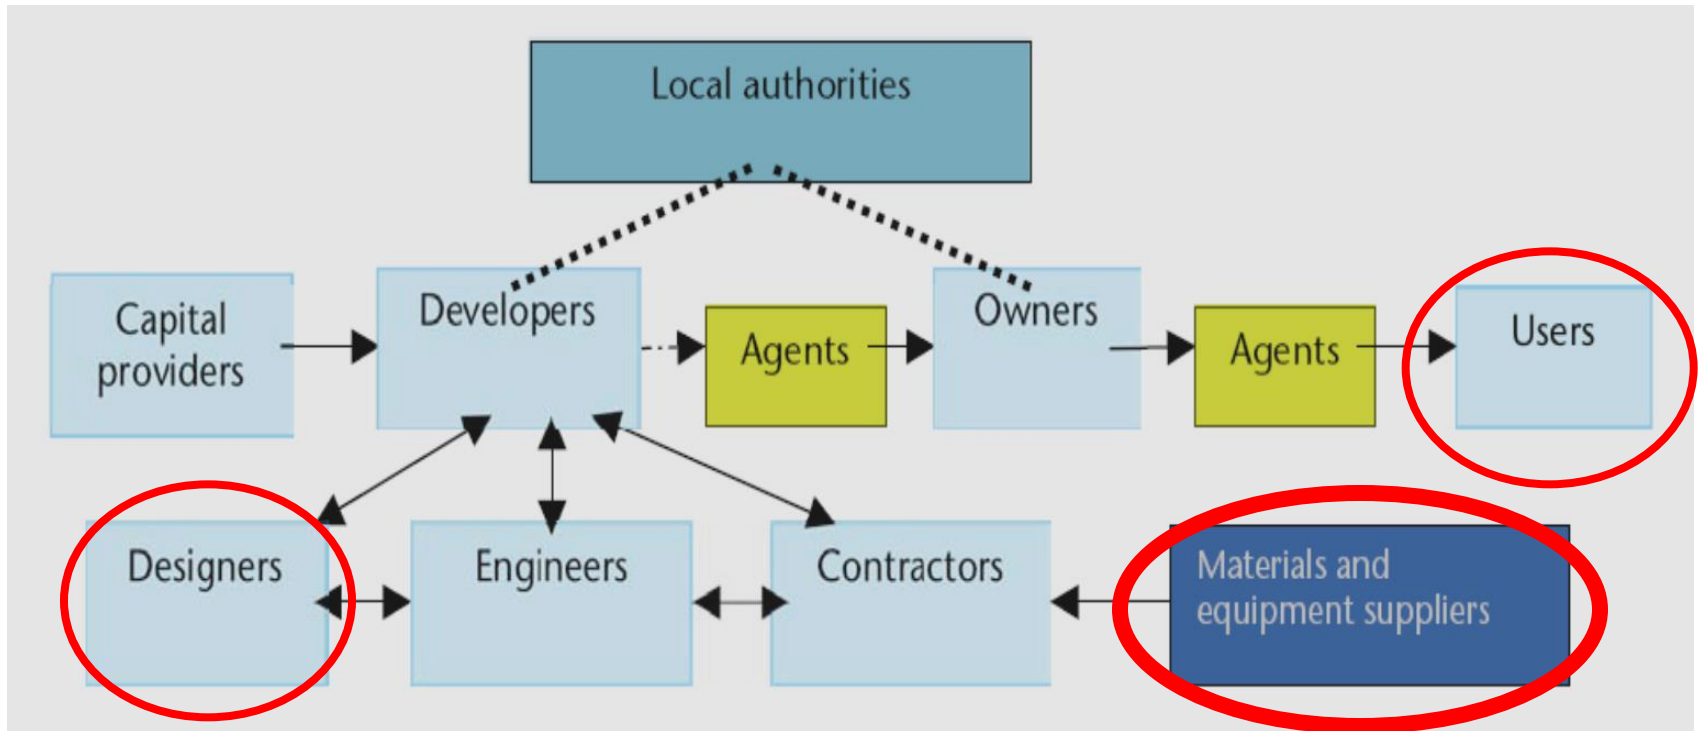 Local authorities
Capital
providers
Developers
Agents
Owners
Agents
Users
Designers
Engineers
Contractors
Materials and
equipment suppliers